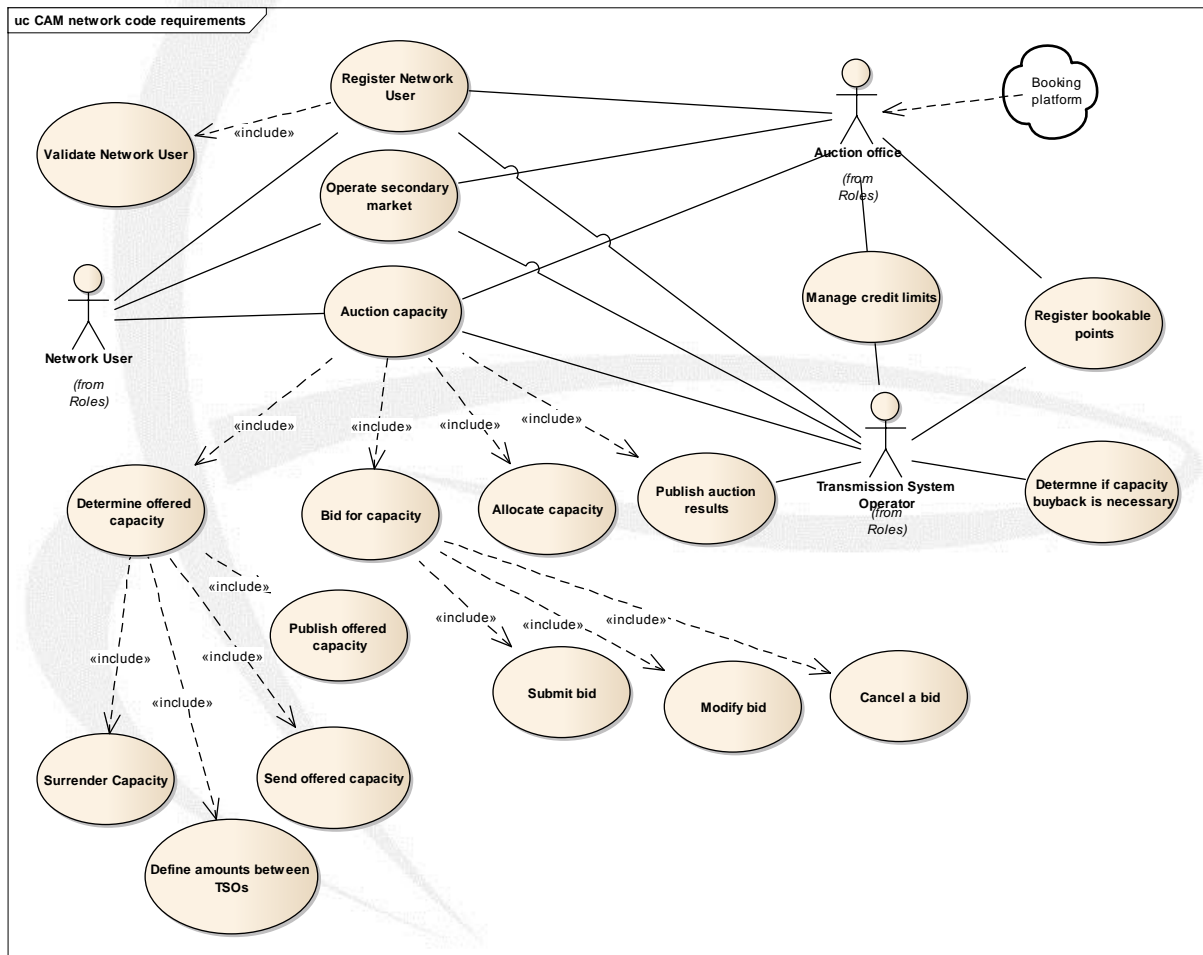 uc CAM network code requirements
Register Network
User
Booking
platform
«include»
Validate Network User
Auction office
(from
Roles)
Operate secondary
market
Network User
(from
Roles)
Auction capacity
Manage credit limits
Register bookable
points
«include»
«include»
«include»
«include»
Determine offered
capacity
Bid for capacity
Allocate capacity
Publish auction
results
Transmission System
Operator
(from
Roles)
Determne if capacity
buyback is necessary
«include»
Publish offered
capacity
«include»
«include»
«include»
«include»
«include»
«include»
Submit bid
Modify bid
Cancel a bid
Surrender Capacity
Send offered capacity
Define amounts between
TSOs